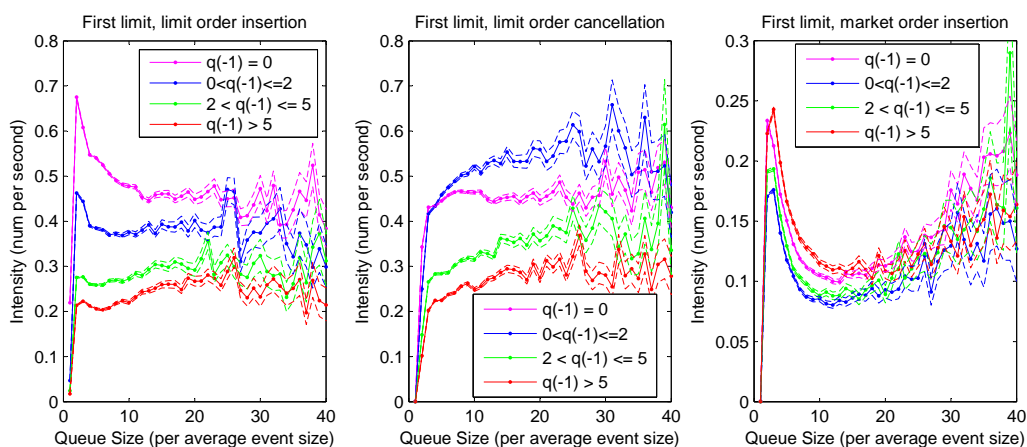 First limit, limit order insertion
0.8
0.7
0.6
0.5
0.4
0.3
0.2
0.1
0
0 10 20 30 40
Intensity (num per second)
Queue Size (per average event size)
q(-1) = 0
0<q(-1)<=2
2 < q(-1) <= 5
q(-1) > 5
First limit, limit order cancellation
0.8
0.7
0.6
0.5
0.4
0.3
0.2
0.1
0
0 10 20 30 40
Intensity (num per second)
Queue Size (per average event size)
q(-1) = 0
0<q(-1)<=2
2 < q(-1) <= 5
q(-1) > 5
First limit, market order insertion
0.3
0.25
0.2
0.15
0.1
0.05
0
0 10 20 30 40
Intensity (num per second)
Queue Size (per average event size)
q(-1) = 0
0<q(-1)<=2
2 < q(-1) <= 5
q(-1) > 5